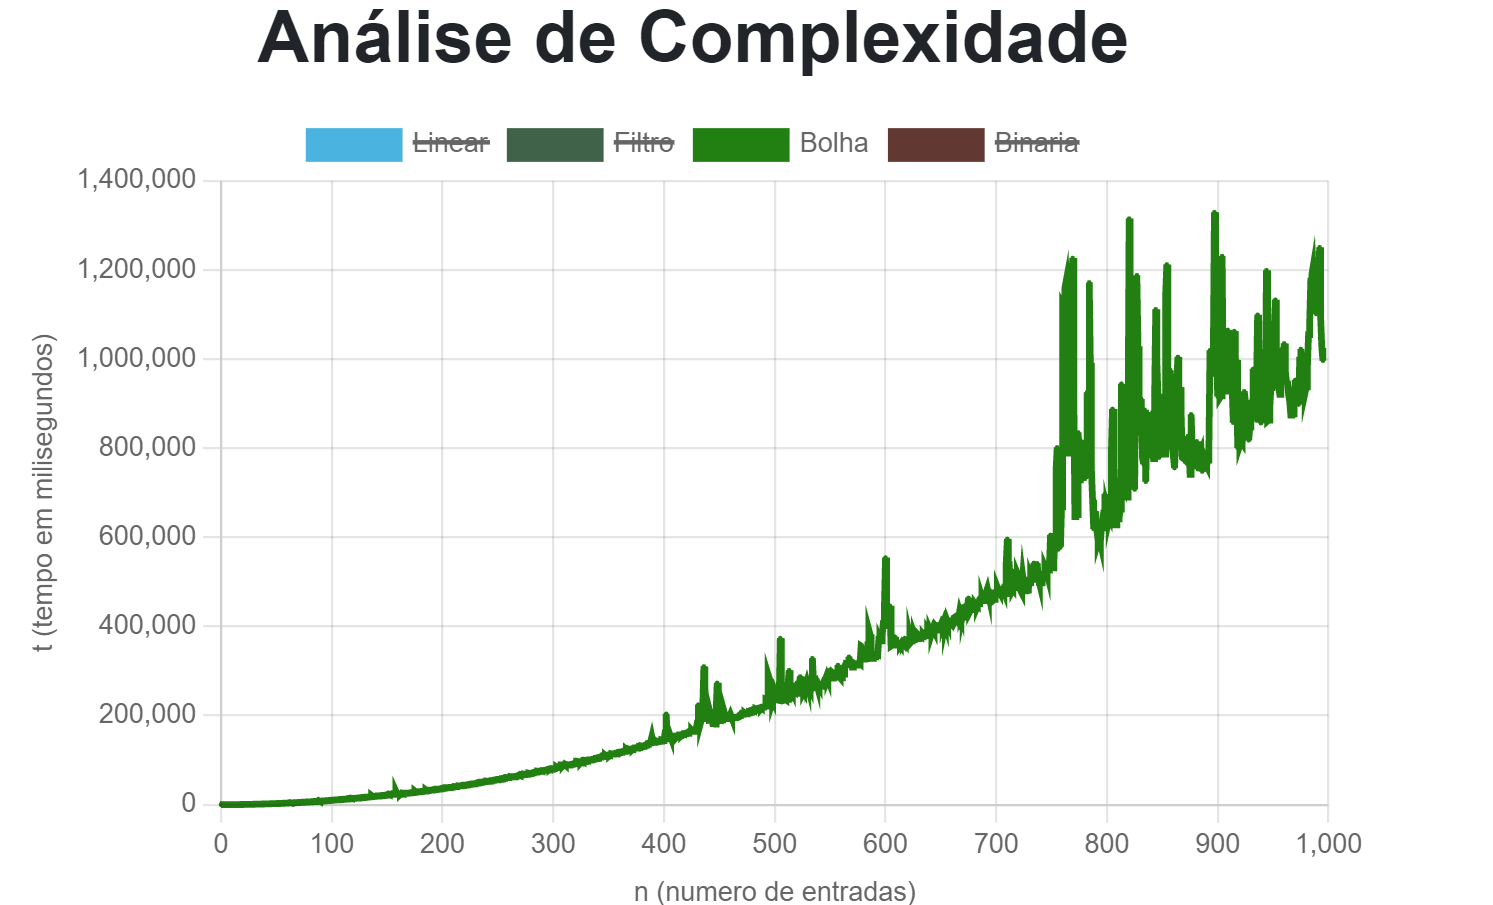 Análise de Complexidade
Linear Filtro Bolha Binaria
1,400,000
1,200,000
1,000,000
800,000
600,000
400,000
200,000
0
t (tempo em milisegundos)
0 100 200 300 400 500 600 700 800 900 1,000
n (numero de entradas)